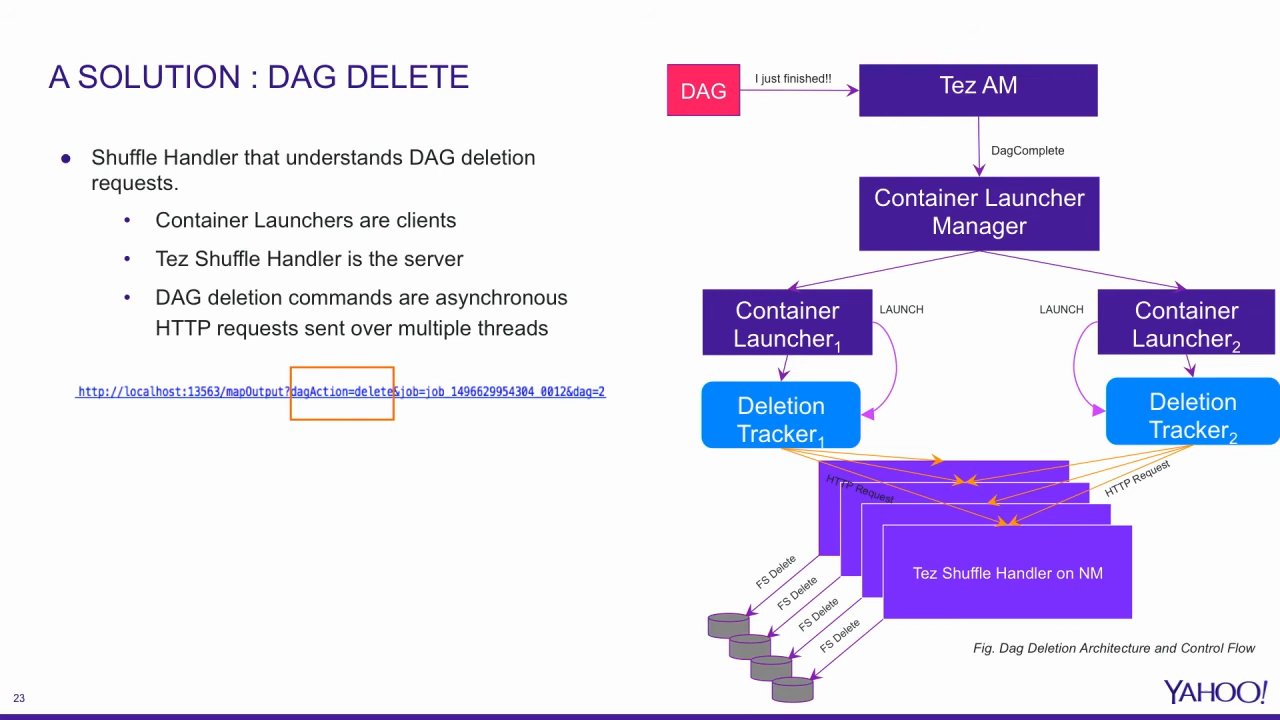 A SOLUTION : DAG DELETE
● Shuffle Handler that understands DAG deletion
requests.
• Container Launchers are clients
• Tez Shuffle Handler is the server
• DAG deletion commands are asynchronous
HTTP requests sent over multiple threads
http://localhost:13563/mapOutput?dagAction=delete&job=job_1496629954304_0012&dag=2
DAG
I just finished!!
Tez AM
DagComplete
Container Launcher
Manager
Container
Launcher1
LAUNCH
LAUNCH
Container
Launcher2
Deletion
Tracker1
Deletion
Tracker2
HTTP Request
HTTP Request
Tez Shuffle Handler on NM
FS Delete
FS Delete
FS Delete
FS Delete
Fig. Dag Deletion Architecture and Control Flow
23
YAHOO!